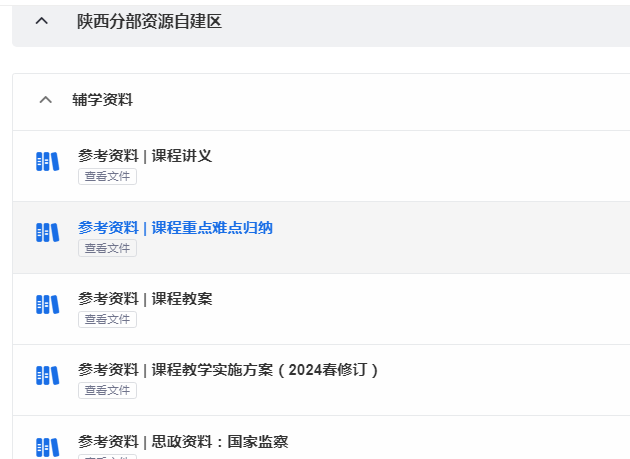 陕西分部资源自建区
辅学资料
参考资料 | 课程讲义
查看文件
参考资料 | 课程重点难点归纳
查看文件
参考资料 | 课程教案
查看文件
参考资料 | 课程教学实施方案（2024春修订）
查看文件
参考资料 | 思政资料：国家监察
查看文件